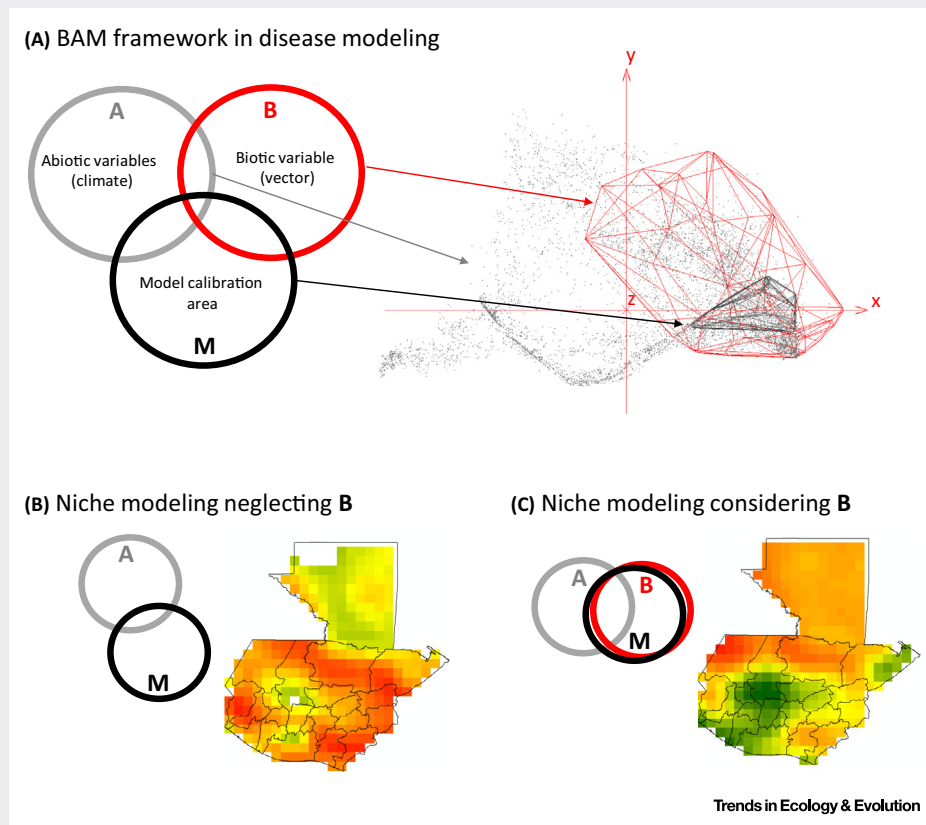 (A) BAM framework in disease modeling
y
A
B
Abiotic variables
(climate)
Biotic variable
(vector)
z
x
Model calibration
area
M
(B) Niche modeling neglecting B
(C) Niche modeling considering B
A
M
A
B
M
Trends in Ecology & Evolution